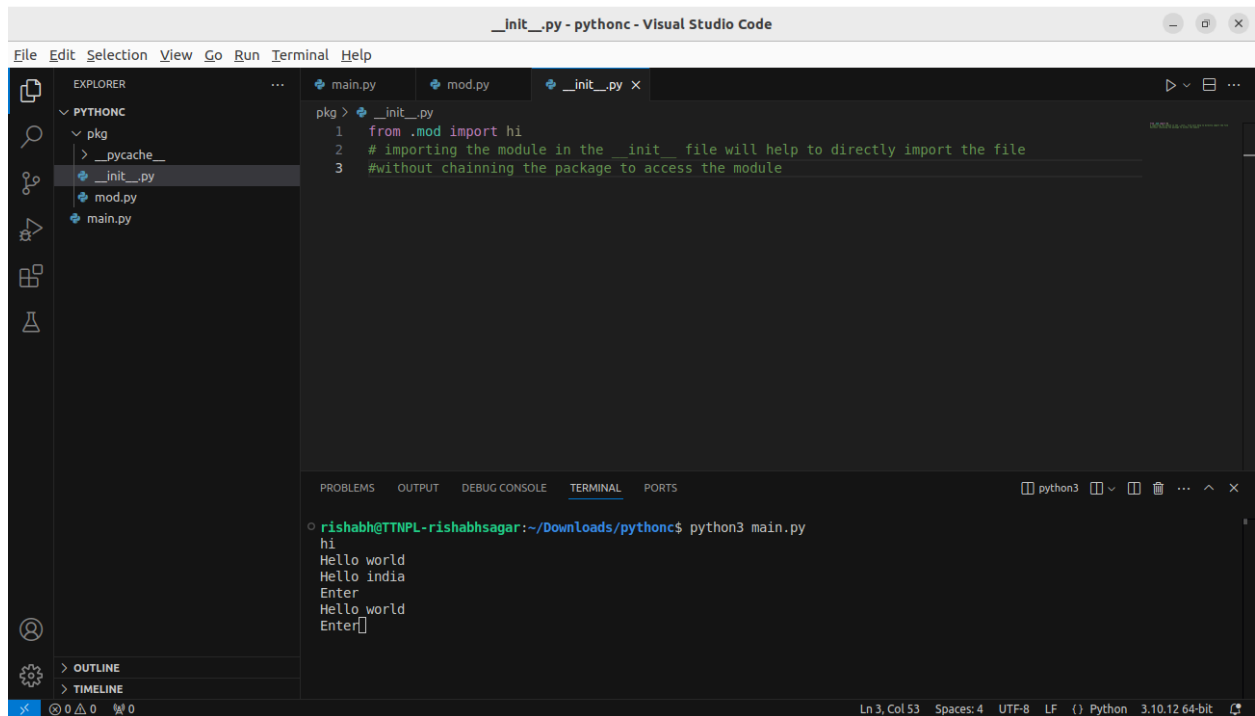 __init__.py - pythonc - Visual Studio Code
File Edit Selection View Go Run Terminal Help
EXPLORER
PYTHONC
pkg
__pycache__
__init__.py
mod.py
main.py
OUTLINE
TIMELINE
main.py mod.py __init__.py
pkg > __init__.py
1 from .mod import hi
2 # importing the module in the __init__ file will help to directly import the file
3 #without chainning the package to access the module
PROBLEMS OUTPUT DEBUG CONSOLE TERMINAL PORTS
python3
rishabh@TTNPL-rishabhsagar:~/Downloads/pythonc$ python3 main.py
hi
Hello world
Hello india
Enter
Hello world
Enter
0 0 0 Ln 3, Col 53 Spaces: 4 UTF-8 LF {} Python 3.10.12 64-bit